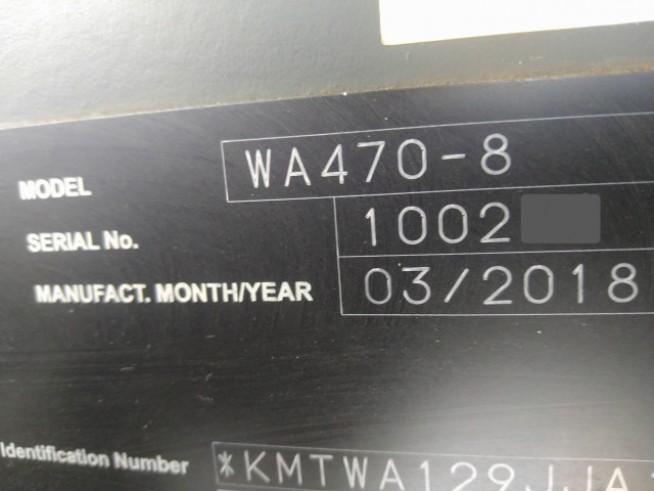 MODEL WA470-8
SERIAL No. 1002
MANUFACT. MONTH/YEAR 03/2018
Identification Number *KMTWA129JJA